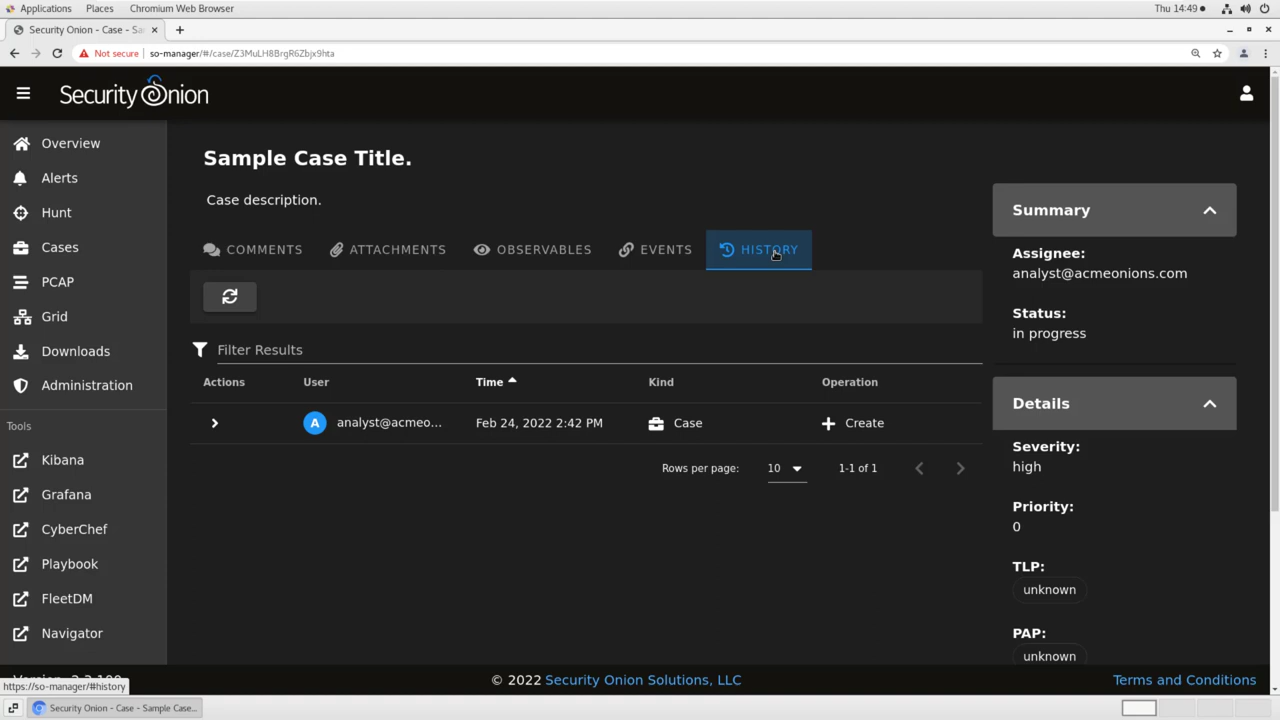 Applications Places Chromium Web Browser Thu 14:49
Security Onion - Case - Sa
Not secure so-manager/#/case/Z3MuLH8BrgR6Zbjx9hta
Security Onion
Overview
Alerts
Hunt
Cases
PCAP
Grid
Downloads
Administration
Tools
Kibana
Grafana
CyberChef
Playbook
FleetDM
Navigator
Sample Case Title.
Case description.
COMMENTS ATTACHMENTS OBSERVABLES EVENTS HISTORY
Filter Results
Actions User Time Kind Operation
A analyst@acmeo... Feb 24, 2022 2:42 PM Case Create
Rows per page: 10 1-1 of 1
Summary
Assignee:
analyst@acmeonions.com
Status:
in progress
Details
Severity:
high
Priority:
0
TLP:
unknown
PAP:
unknown
© 2022 Security Onion Solutions, LLC Terms and Conditions
https://so-manager/#history
Security Onion - Case - Sample Case...